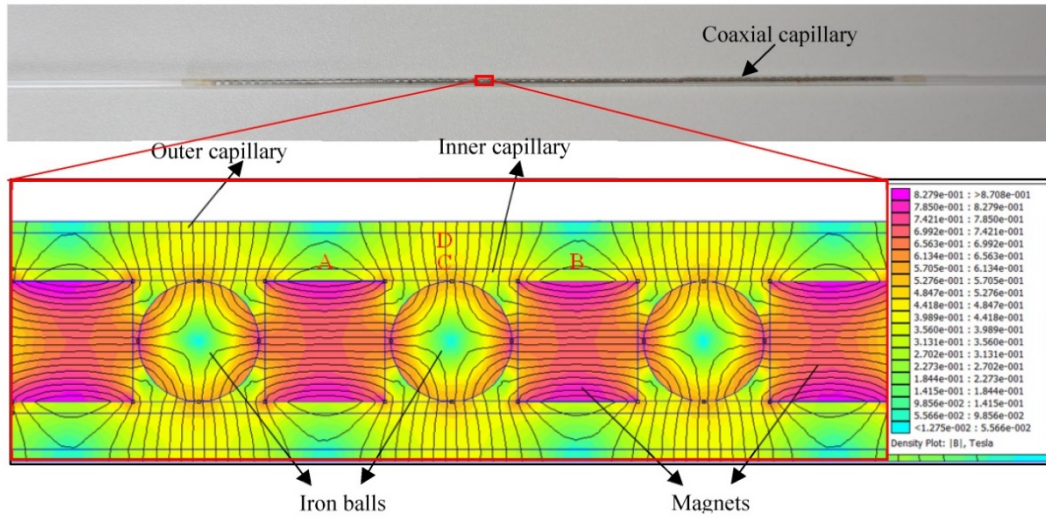 Coaxial capillary
Outer capillary
Inner capillary
D
A
C
B
8.279e-001 : >8.708e-001
7.850e-001 : 8.279e-001
7.421e-001 : 7.850e-001
6.992e-001 : 7.421e-001
6.563e-001 : 6.992e-001
6.134e-001 : 6.563e-001
5.705e-001 : 6.134e-001
5.276e-001 : 5.705e-001
4.847e-001 : 5.276e-001
4.418e-001 : 4.847e-001
3.989e-001 : 4.418e-001
3.560e-001 : 3.989e-001
3.131e-001 : 3.560e-001
2.702e-001 : 3.131e-001
2.273e-001 : 2.702e-001
1.844e-001 : 2.273e-001
1.415e-001 : 1.844e-001
9.856e-002 : 1.415e-001
5.566e-002 : 9.856e-002
<1.275e-002 : 5.566e-002
Density Plot: |B|, Tesla
Iron balls
Magnets